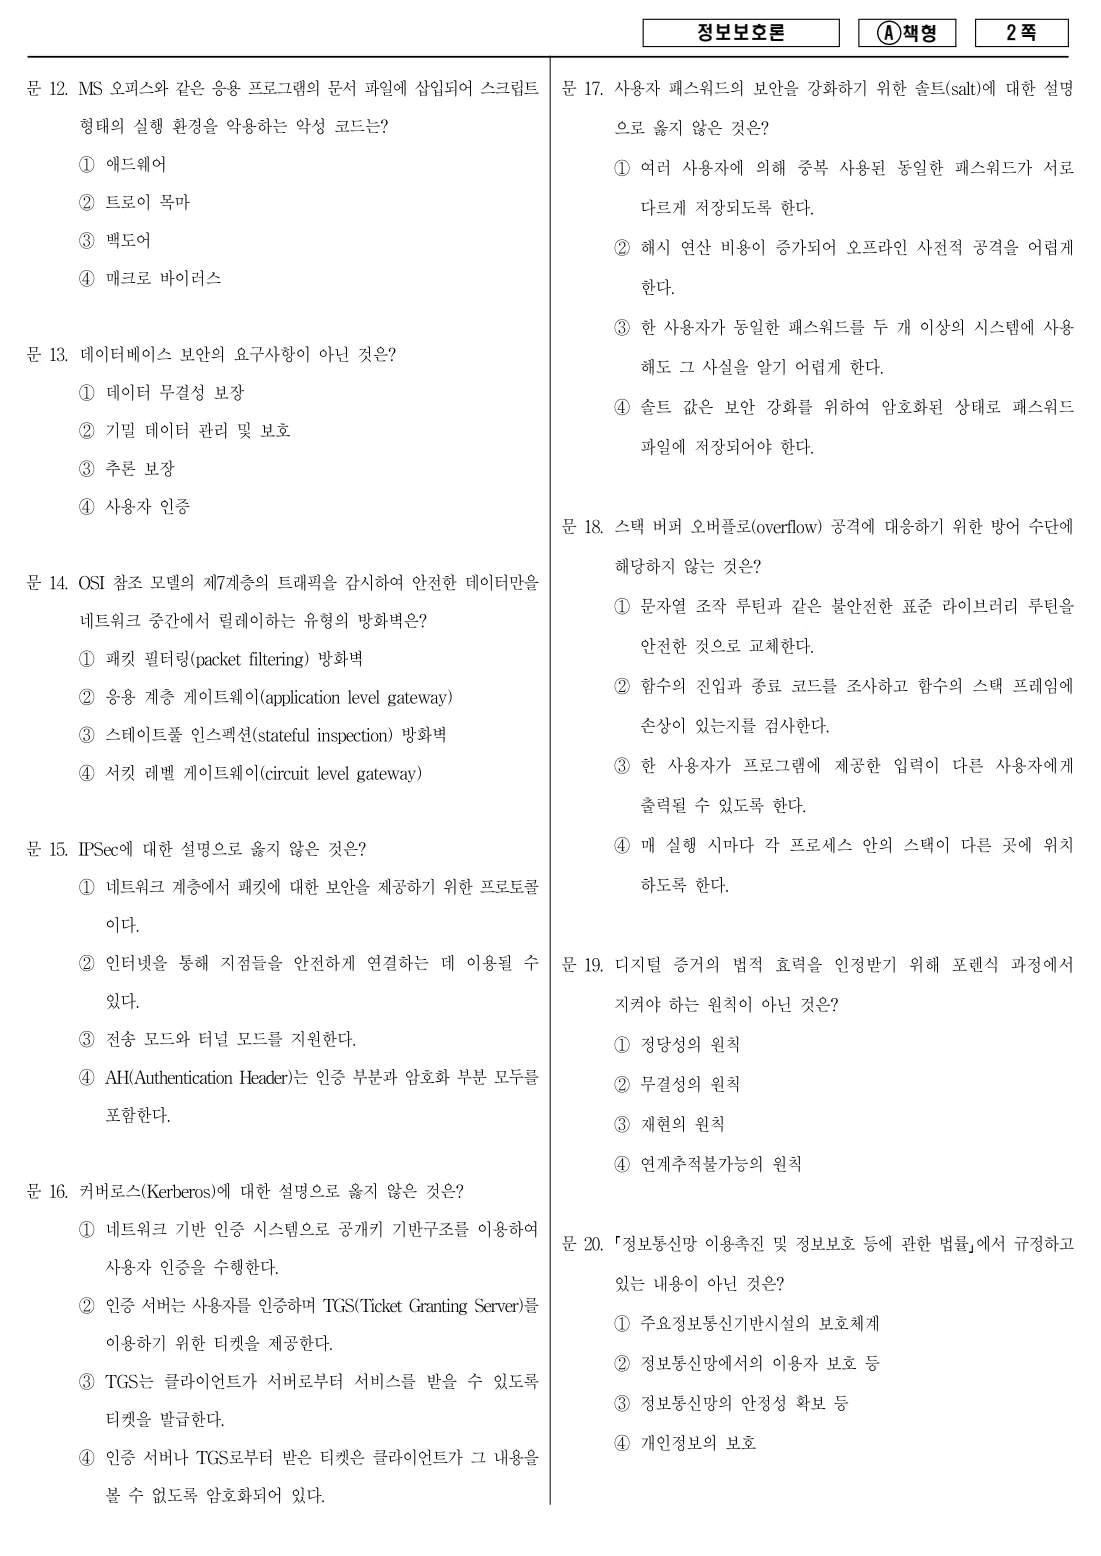 정보보호론
Ⓐ책형
2쪽
문 12. MS 오피스와 같은 응용 프로그램의 문서 파일에 삽입되어 스크립트
형태의 실행 환경을 악용하는 악성 코드는?
① 애드웨어
② 트로이 목마
③ 백도어
④ 매크로 바이러스
문 13. 데이터베이스 보안의 요구사항이 아닌 것은?
① 데이터 무결성 보장
② 기밀 데이터 관리 및 보호
③ 추론 보장
④ 사용자 인증
문 14. OSI 참조 모델의 제7계층의 트래픽을 감시하여 안전한 데이터만을
네트워크 중간에서 릴레이하는 유형의 방화벽은?
① 패킷 필터링(packet filtering) 방화벽
② 응용 계층 게이트웨이(application level gateway)
③ 스테이트풀 인스펙션(stateful inspection) 방화벽
④ 서킷 레벨 게이트웨이(circuit level gateway)
문 15. IPSec에 대한 설명으로 옳지 않은 것은?
① 네트워크 계층에서 패킷에 대한 보안을 제공하기 위한 프로토콜
이다.
② 인터넷을 통해 지점들을 안전하게 연결하는 데 이용될 수
있다.
③ 전송 모드와 터널 모드를 지원한다.
④ AH(Authentication Header)는 인증 부분과 암호화 부분 모두를
포함한다.
문 16. 커버로스(Kerberos)에 대한 설명으로 옳지 않은 것은?
① 네트워크 기반 인증 시스템으로 공개키 기반구조를 이용하여
사용자 인증을 수행한다.
② 인증 서버는 사용자를 인증하며 TGS(Ticket Granting Server)를
이용하기 위한 티켓을 제공한다.
③ TGS는 클라이언트가 서버로부터 서비스를 받을 수 있도록
티켓을 발급한다.
④ 인증 서버나 TGS로부터 받은 티켓은 클라이언트가 그 내용을
볼 수 없도록 암호화되어 있다.
문 17. 사용자 패스워드의 보안을 강화하기 위한 솔트(salt)에 대한 설명
으로 옳지 않은 것은?
① 여러 사용자에 의해 중복 사용된 동일한 패스워드가 서로
다르게 저장되도록 한다.
② 해시 연산 비용이 증가되어 오프라인 사전적 공격을 어렵게
한다.
③ 한 사용자가 동일한 패스워드를 두 개 이상의 시스템에 사용
해도 그 사실을 알기 어렵게 한다.
④ 솔트 값은 보안 강화를 위하여 암호화된 상태로 패스워드
파일에 저장되어야 한다.
문 18. 스택 버퍼 오버플로(overflow) 공격에 대응하기 위한 방어 수단에
해당하지 않는 것은?
① 문자열 조작 루틴과 같은 불안전한 표준 라이브러리 루틴을
안전한 것으로 교체한다.
② 함수의 진입과 종료 코드를 조사하고 함수의 스택 프레임에
손상이 있는지를 검사한다.
③ 한 사용자가 프로그램에 제공한 입력이 다른 사용자에게
출력될 수 있도록 한다.
④ 매 실행 시마다 각 프로세스 안의 스택이 다른 곳에 위치
하도록 한다.
문 19. 디지털 증거의 법적 효력을 인정받기 위해 포렌식 과정에서
지켜야 하는 원칙이 아닌 것은?
① 정당성의 원칙
② 무결성의 원칙
③ 재현의 원칙
④ 연계추적불가능의 원칙
문 20. ｢정보통신망 이용촉진 및 정보보호 등에 관한 법률｣에서 규정하고
있는 내용이 아닌 것은?
① 주요정보통신기반시설의 보호체계
② 정보통신망에서의 이용자 보호 등
③ 정보통신망의 안정성 확보 등
④ 개인정보의 보호